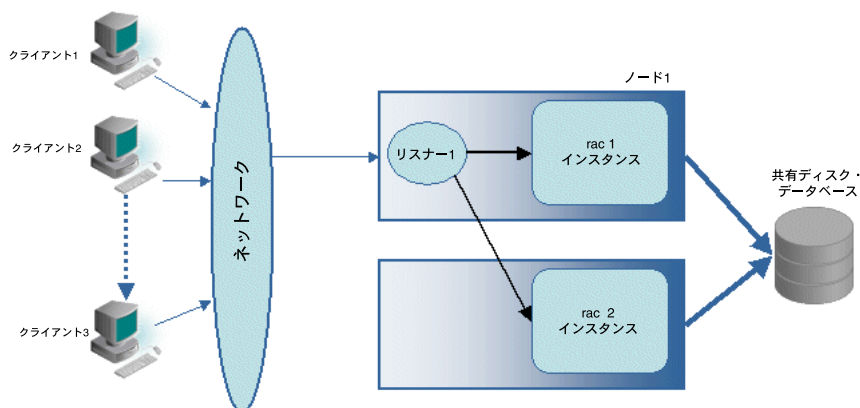 クライアント1
クライアント2
クライアント3
ネットワーク
ノード1
リスナー1
rac 1
インスタンス
rac 2
インスタンス
共有ディスク・
データベース